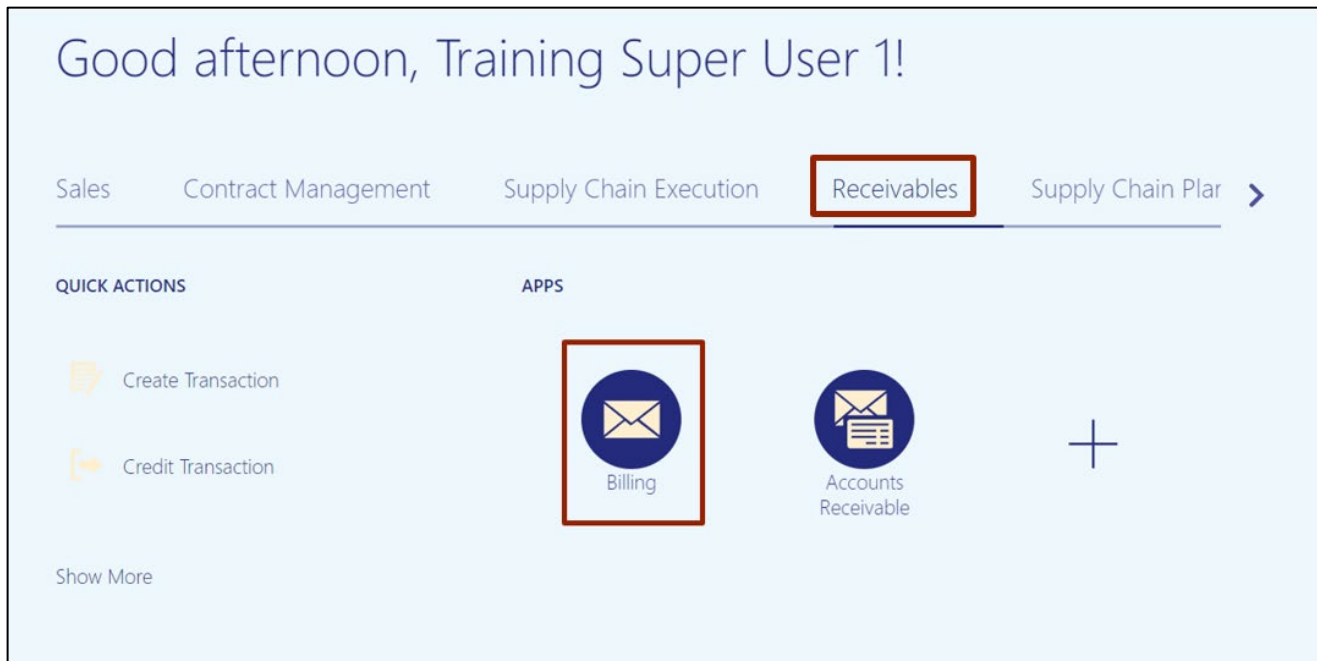 Good afternoon, Training Super User 1!
Sales Contract Management Supply Chain Execution Receivables Supply Chain Plar
QUICK ACTIONS
APPS
Create Transaction
Credit Transaction
Show More
Billing
Accounts
Receivable